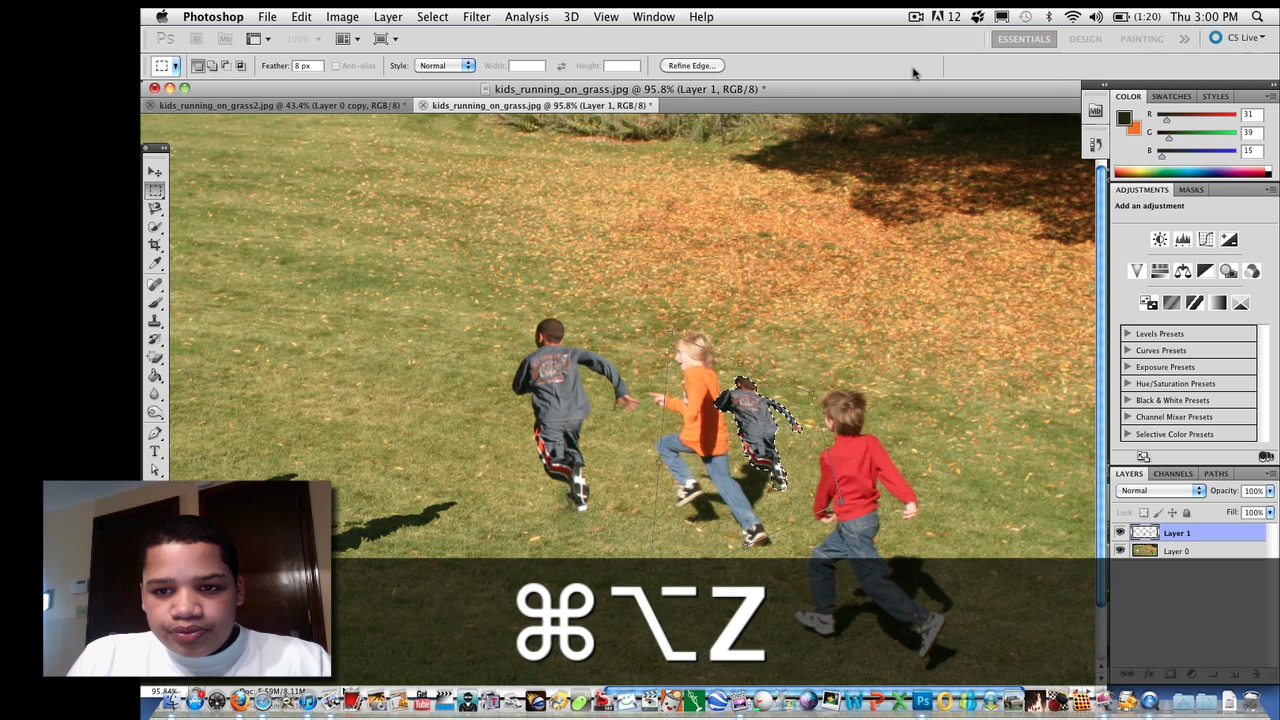 Photoshop File Edit Image Layer Select Filter Analysis 3D View Window Help
12 (1:20) Thu 3:00 PM
Ps Br Mb 100% ESSENTIALS DESIGN PAINTING CS Live
Feather: 8 px Anti-alias Style: Normal Width: Height: Refine Edge...
kids_running_on_grass.jpg @ 95.8% (Layer 1, RGB/8) *
kids_running_on_grass2.jpg @ 43.4% (Layer 0 copy, RGB/8) *
kids_running_on_grass.jpg @ 95.8% (Layer 1, RGB/8) *
COLOR SWATCHES STYLES
R 31
G 39
B 15
ADJUSTMENTS MASKS
Add an adjustment
Levels Presets
Curves Presets
Exposure Presets
Hue/Saturation Presets
Black & White Presets
Channel Mixer Presets
Selective Color Presets
LAYERS CHANNELS PATHS
Normal Opacity: 100%
Lock: Fill: 100%
Layer 1
Layer 0
⌘⌥Z